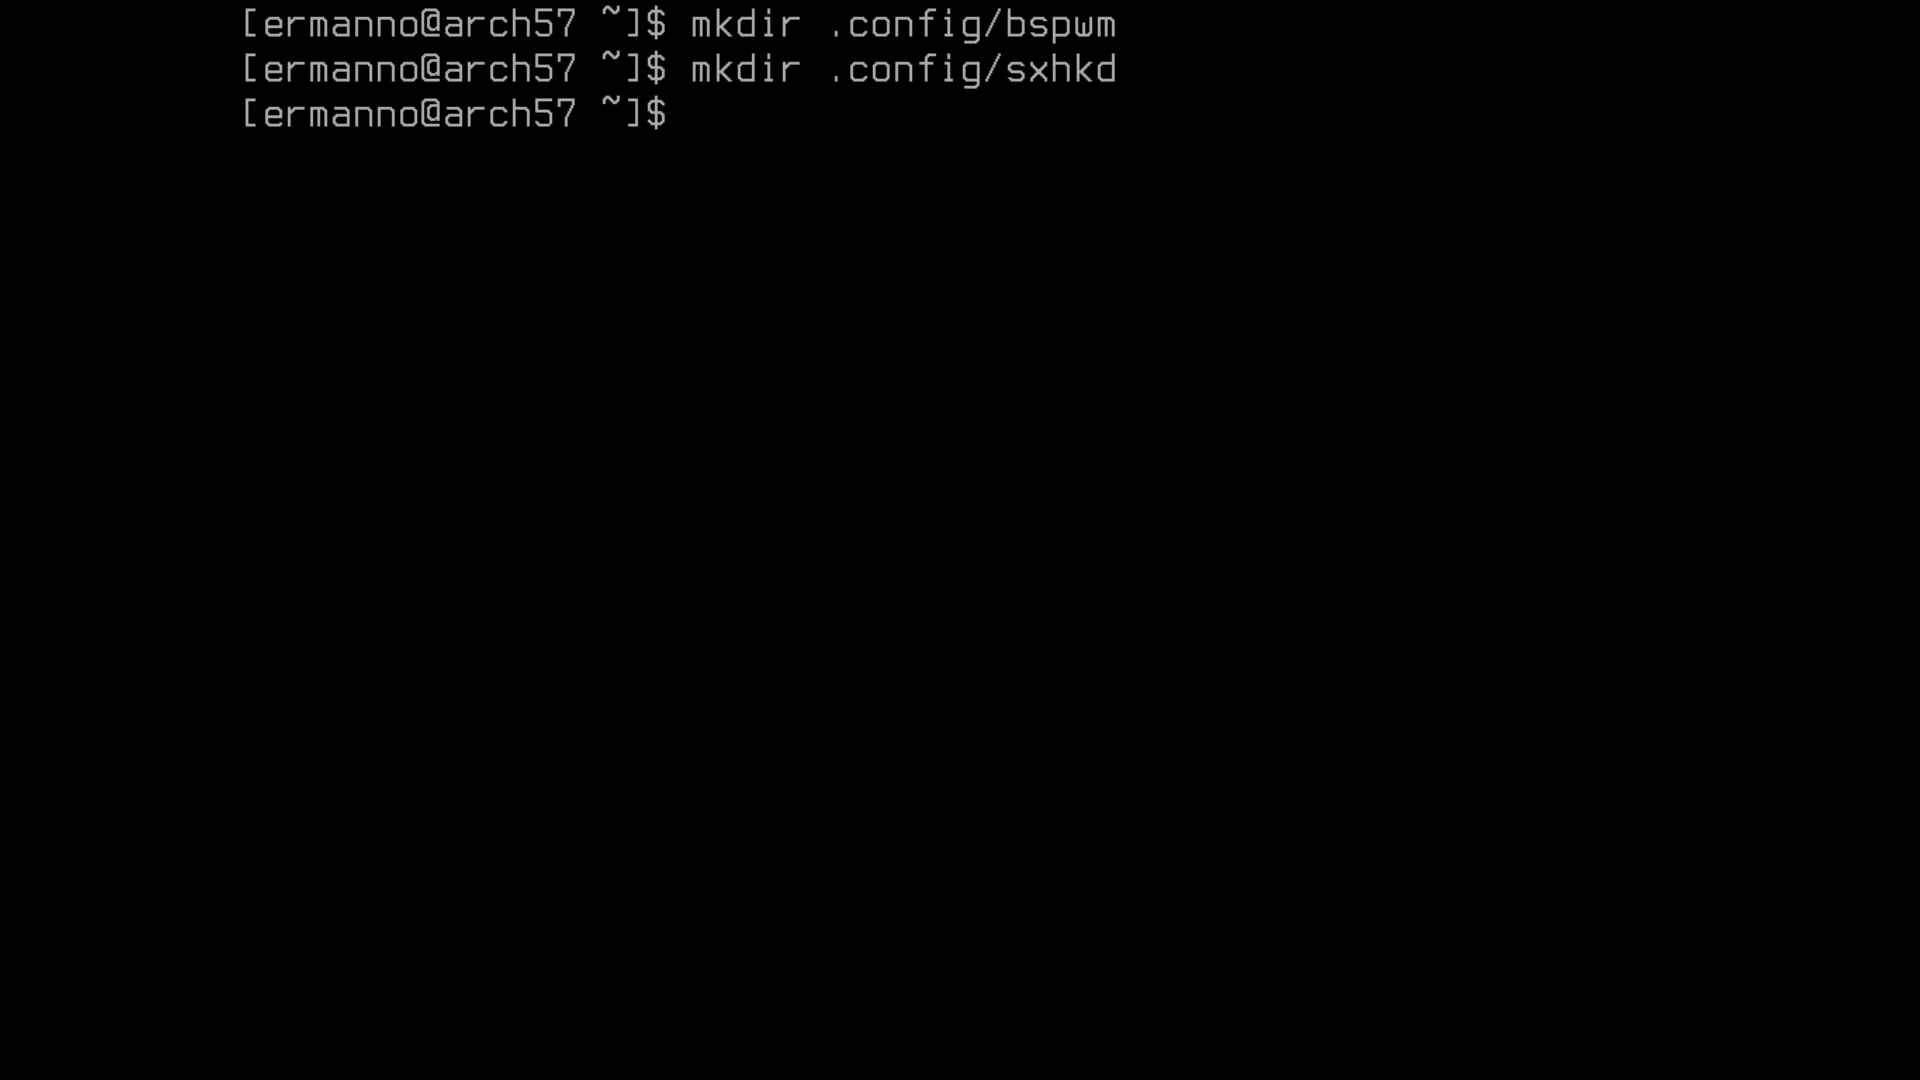 [ermanno@arch57 ~]$ mkdir .config/bspwm
[ermanno@arch57 ~]$ mkdir .config/sxhkd
[ermanno@arch57 ~]$